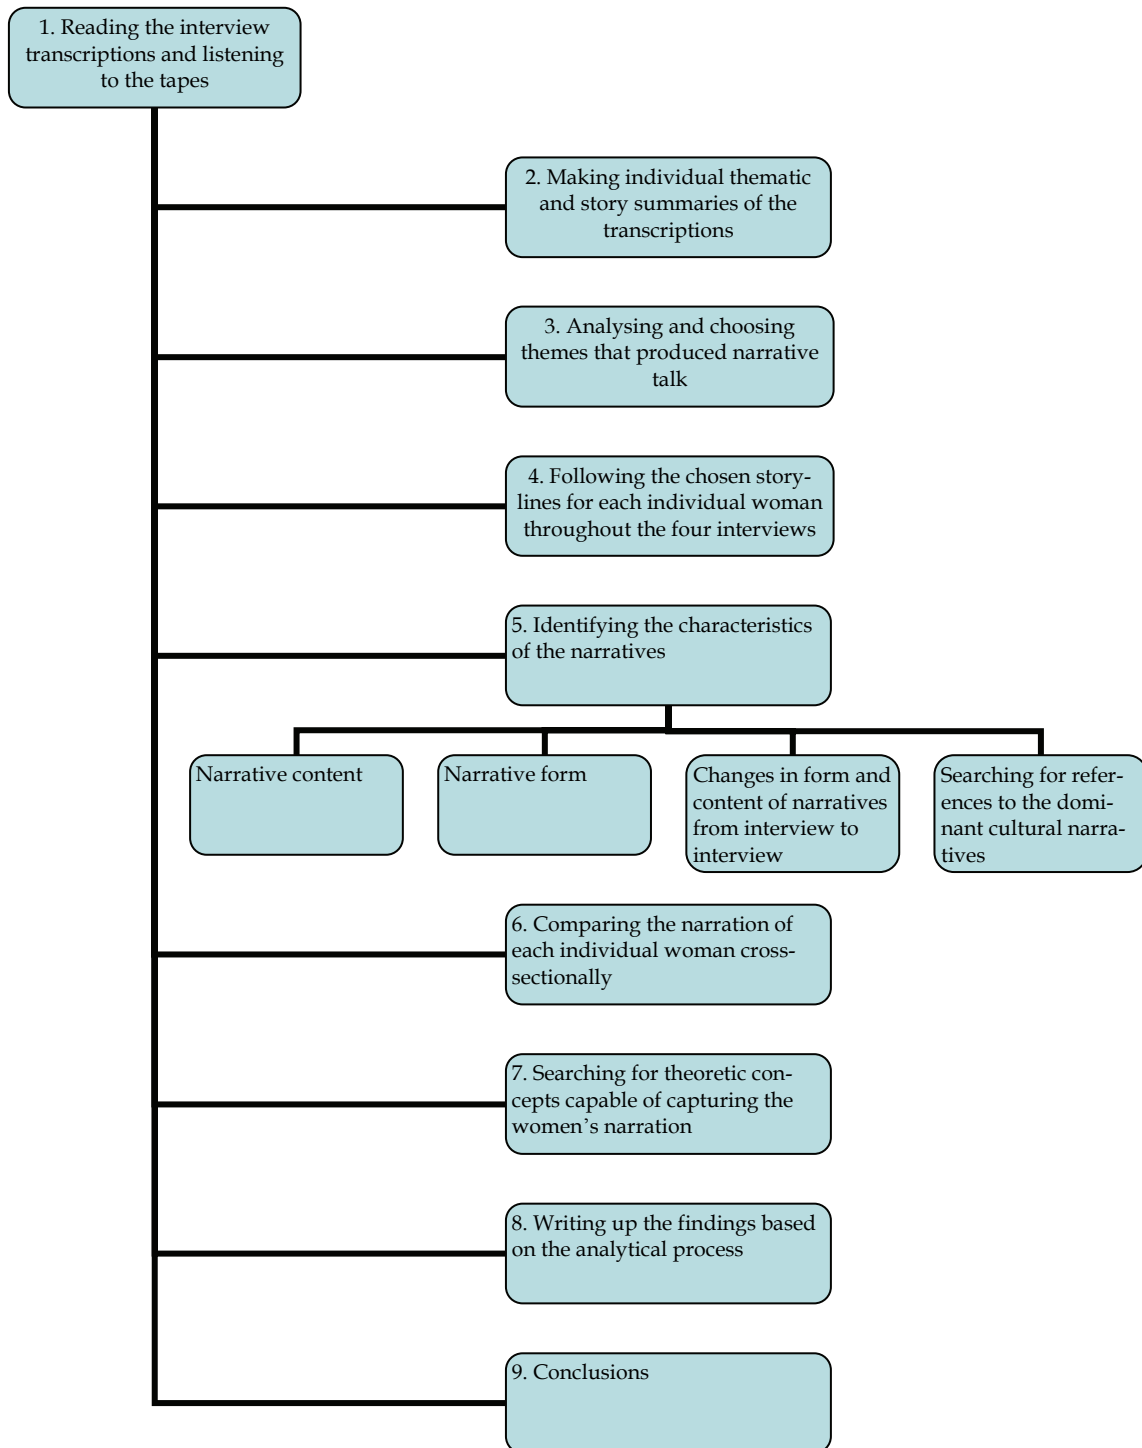 1. Reading the interview
transcriptions and listening
to the tapes
2. Making individual thematic
and story summaries of the
transcriptions
3. Analysing and choosing
themes that produced narrative
talk
4. Following the chosen story-
lines for each individual woman
throughout the four interviews
5. Identifying the characteristics
of the narratives
Narrative content
Narrative form
Changes in form and
content of narratives
from interview to
interview
Searching for refer-
ences to the domi-
nant cultural narra-
tives
6. Comparing the narration of
each individual woman cross-
sectionally
7. Searching for theoretic con-
cepts capable of capturing the
women’s narration
8. Writing up the findings based
on the analytical process
9. Conclusions